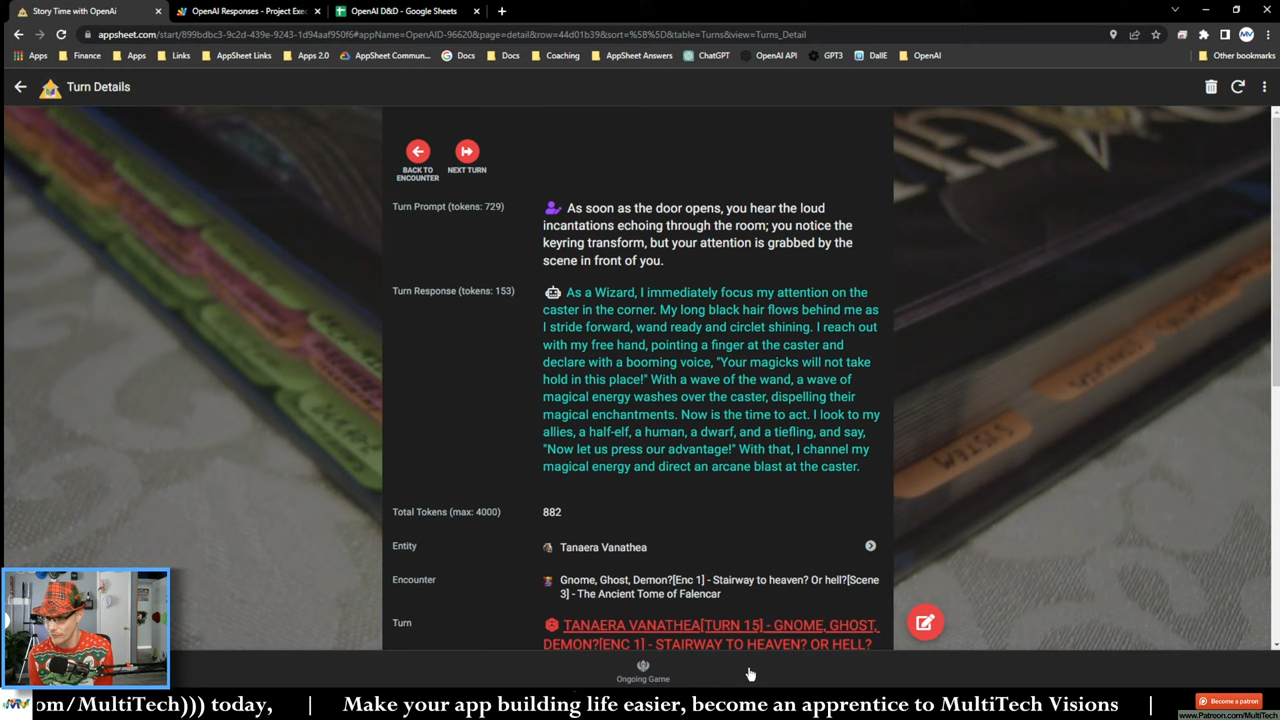 Story Time with OpenAi
OpenAI Responses - Project Exec
OpenAI D&D - Google Sheets
appsheet.com/start/899bdbc3-9c2d-439e-9243-1d94aaf950f6#appName=OpenAID-96620&page=detail&row=44d01b39&sort=%5B%5D&table=Turns&view=Turns_Detail
Apps
Finance
Apps
Links
AppSheet Links
Apps 2.0
AppSheet Commun...
Docs
Docs
Coaching
AppSheet Answers
ChatGPT
OpenAI API
GPT3
DallE
OpenAI
Other bookmarks
Turn Details
BACK TO
ENCOUNTER
NEXT TURN
Turn Prompt (tokens: 729)
As soon as the door opens, you hear the loud
incantations echoing through the room; you notice the
keyring transform, but your attention is grabbed by the
scene in front of you.
Turn Response (tokens: 153)
As a Wizard, I immediately focus my attention on the
caster in the corner. My long black hair flows behind me as
I stride forward, wand ready and circlet shining. I reach out
with my free hand, pointing a finger at the caster and
declare with a booming voice, "Your magicks will not take
hold in this place!" With a wave of the wand, a wave of
magical energy washes over the caster, dispelling their
magical enchantments. Now is the time to act. I look to my
allies, a half-elf, a human, a dwarf, and a tiefling, and say,
"Now let us press our advantage!" With that, I channel my
magical energy and direct an arcane blast at the caster.
Total Tokens (max: 4000)
882
Entity
Tanaera Vanathea
Encounter
Gnome, Ghost, Demon?[Enc 1] - Stairway to heaven? Or hell?[Scene
3] - The Ancient Tome of Falencar
Turn
TANAERA VANATHEA[TURN 15] - GNOME, GHOST,
DEMON?[ENC 1] - STAIRWAY TO HEAVEN? OR HELL?
Ongoing Game
om/MultiTech))) today, | Make your app building life easier, become an apprentice to MultiTech Visions |
Become a patron
www.Patreon.com/MultiTech